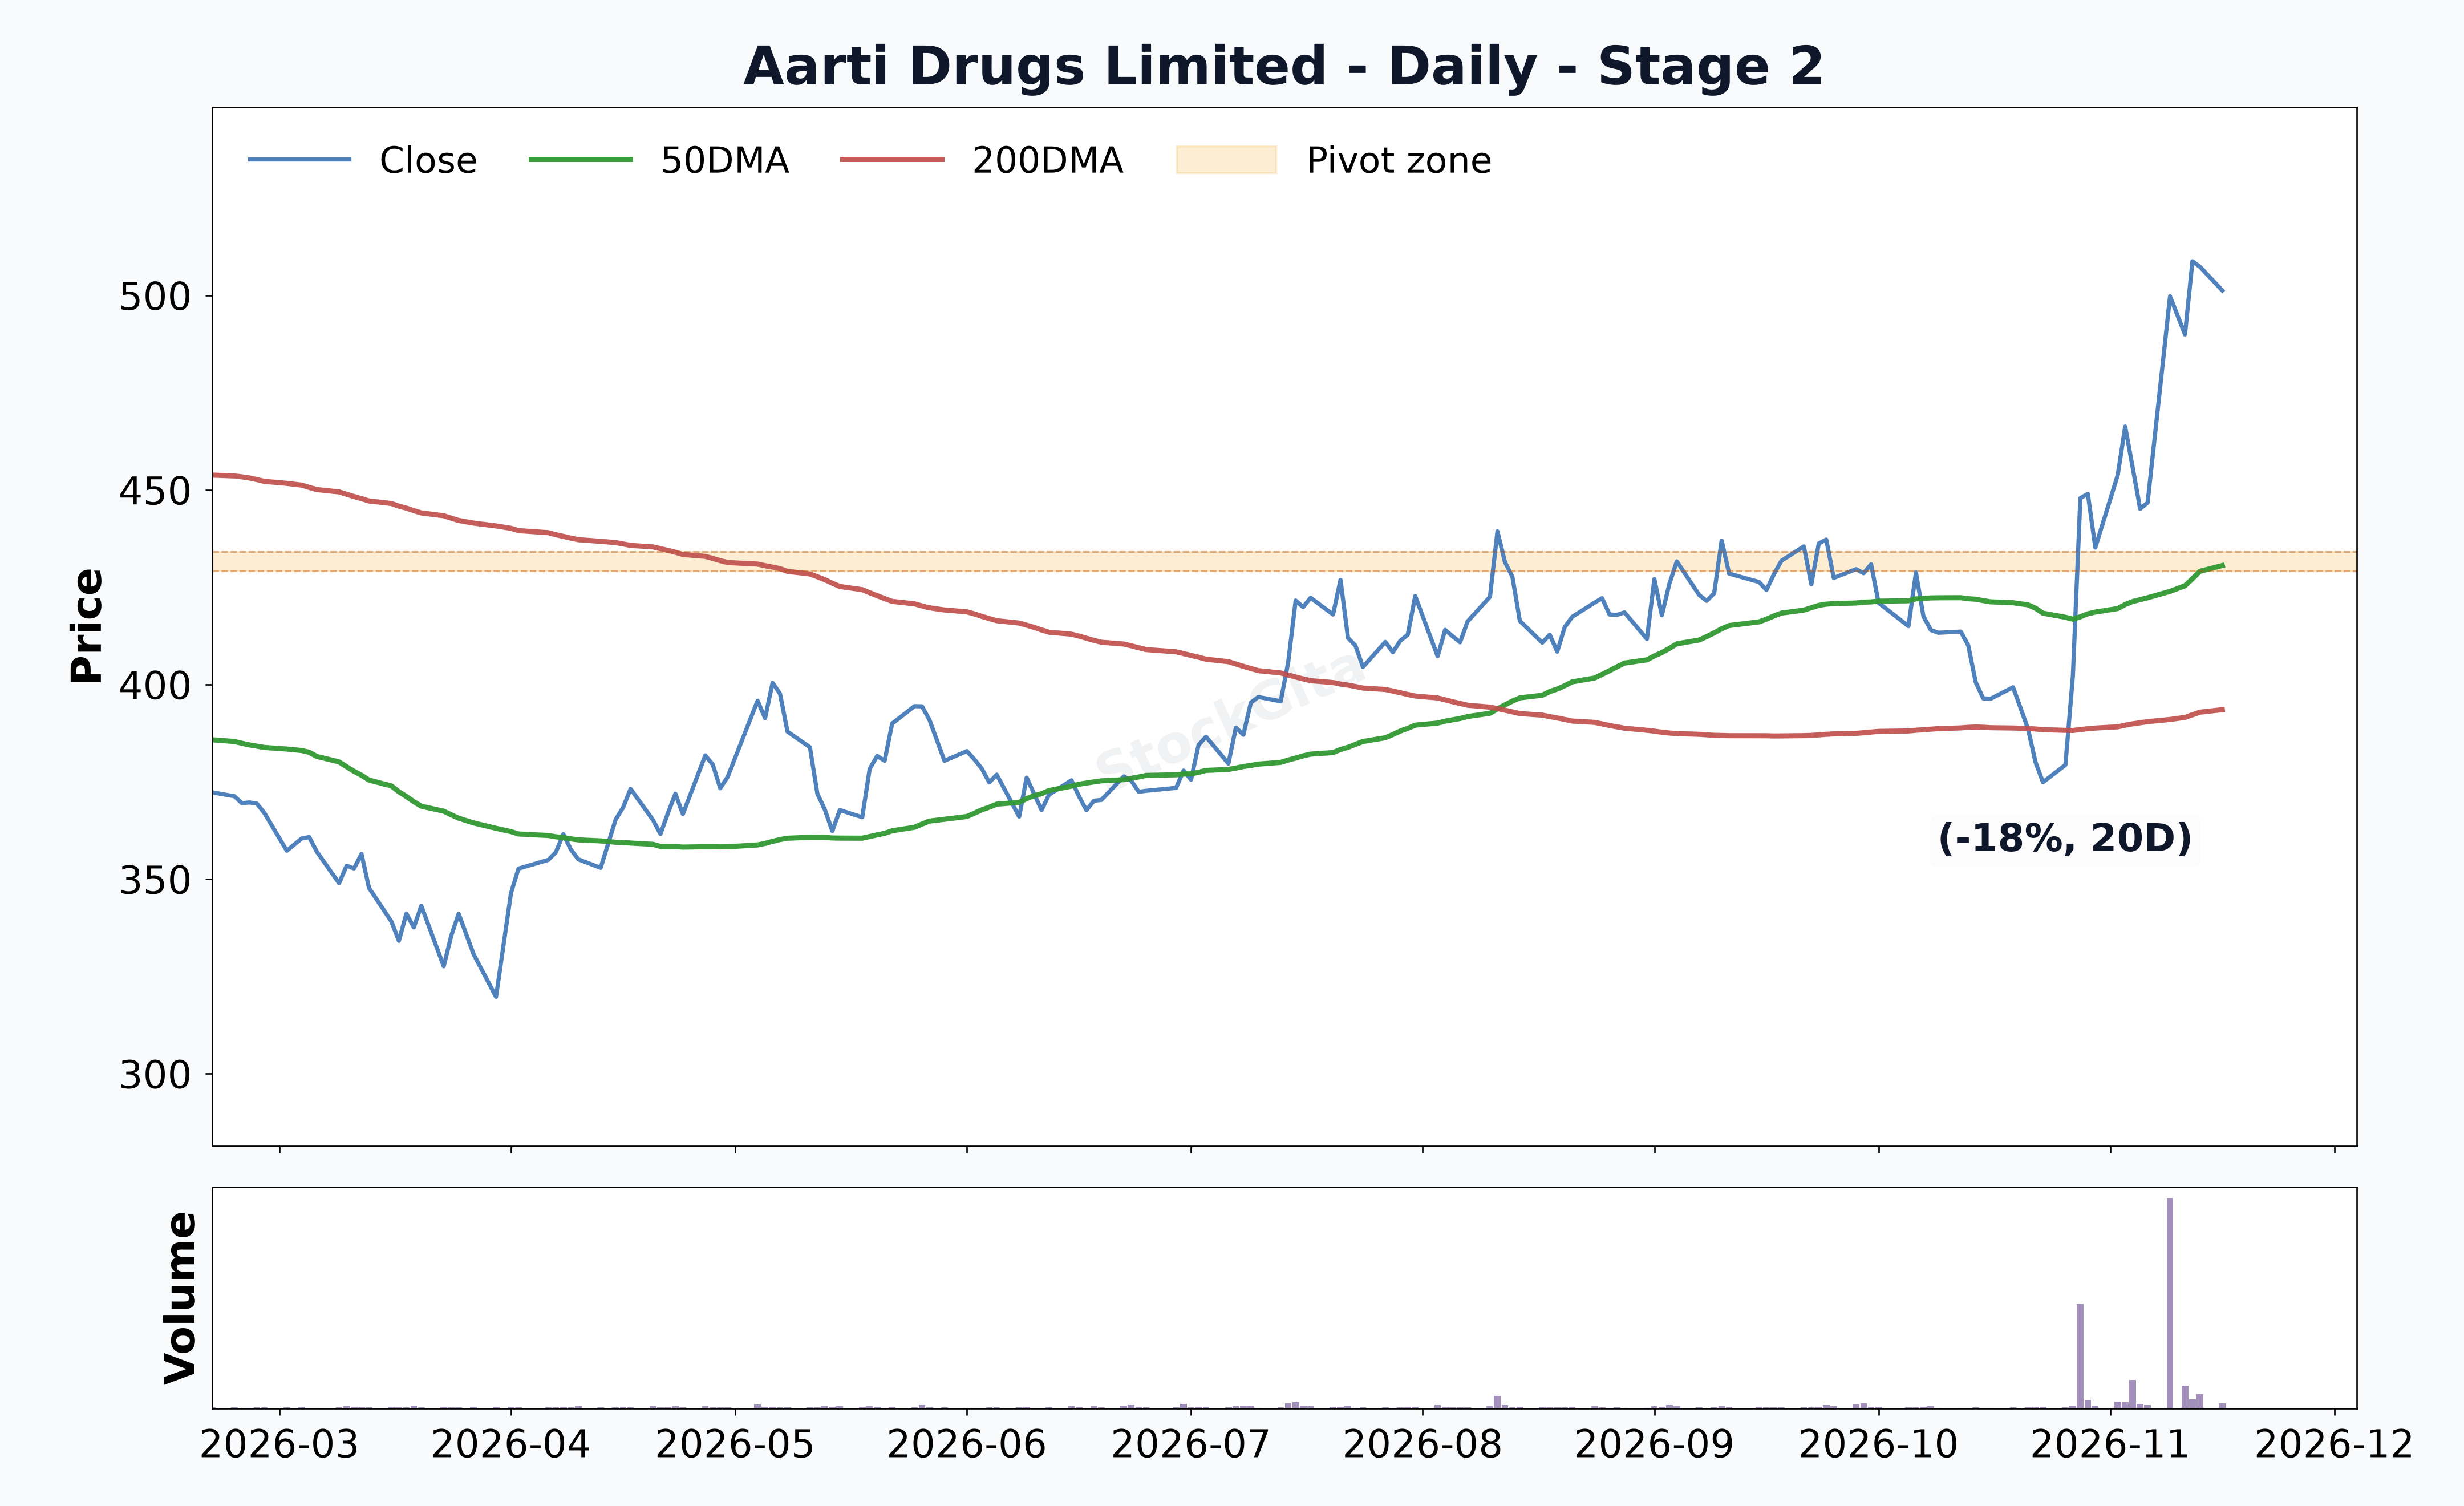 Aarti Drugs Limited - Daily - Stage 2
Close 50DMA 200DMA Pivot zone
Price
500
450
400
350
300
StockGita
(-18%, 20D)
Volume
2026-03 2026-04 2026-05 2026-06 2026-07 2026-08 2026-09 2026-10 2026-11 2026-12